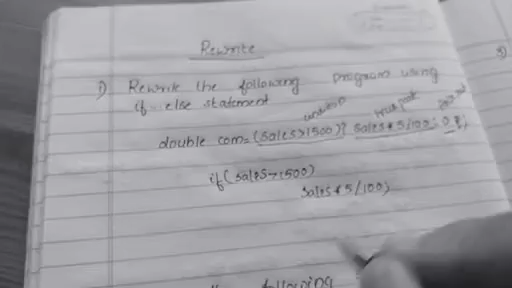 Rewrite
1) Rewrite the following program using
if - else statement
double com = (sales>1500)? sales*5/100 : 0;
if (sales>1500)
sales*5/100;
following